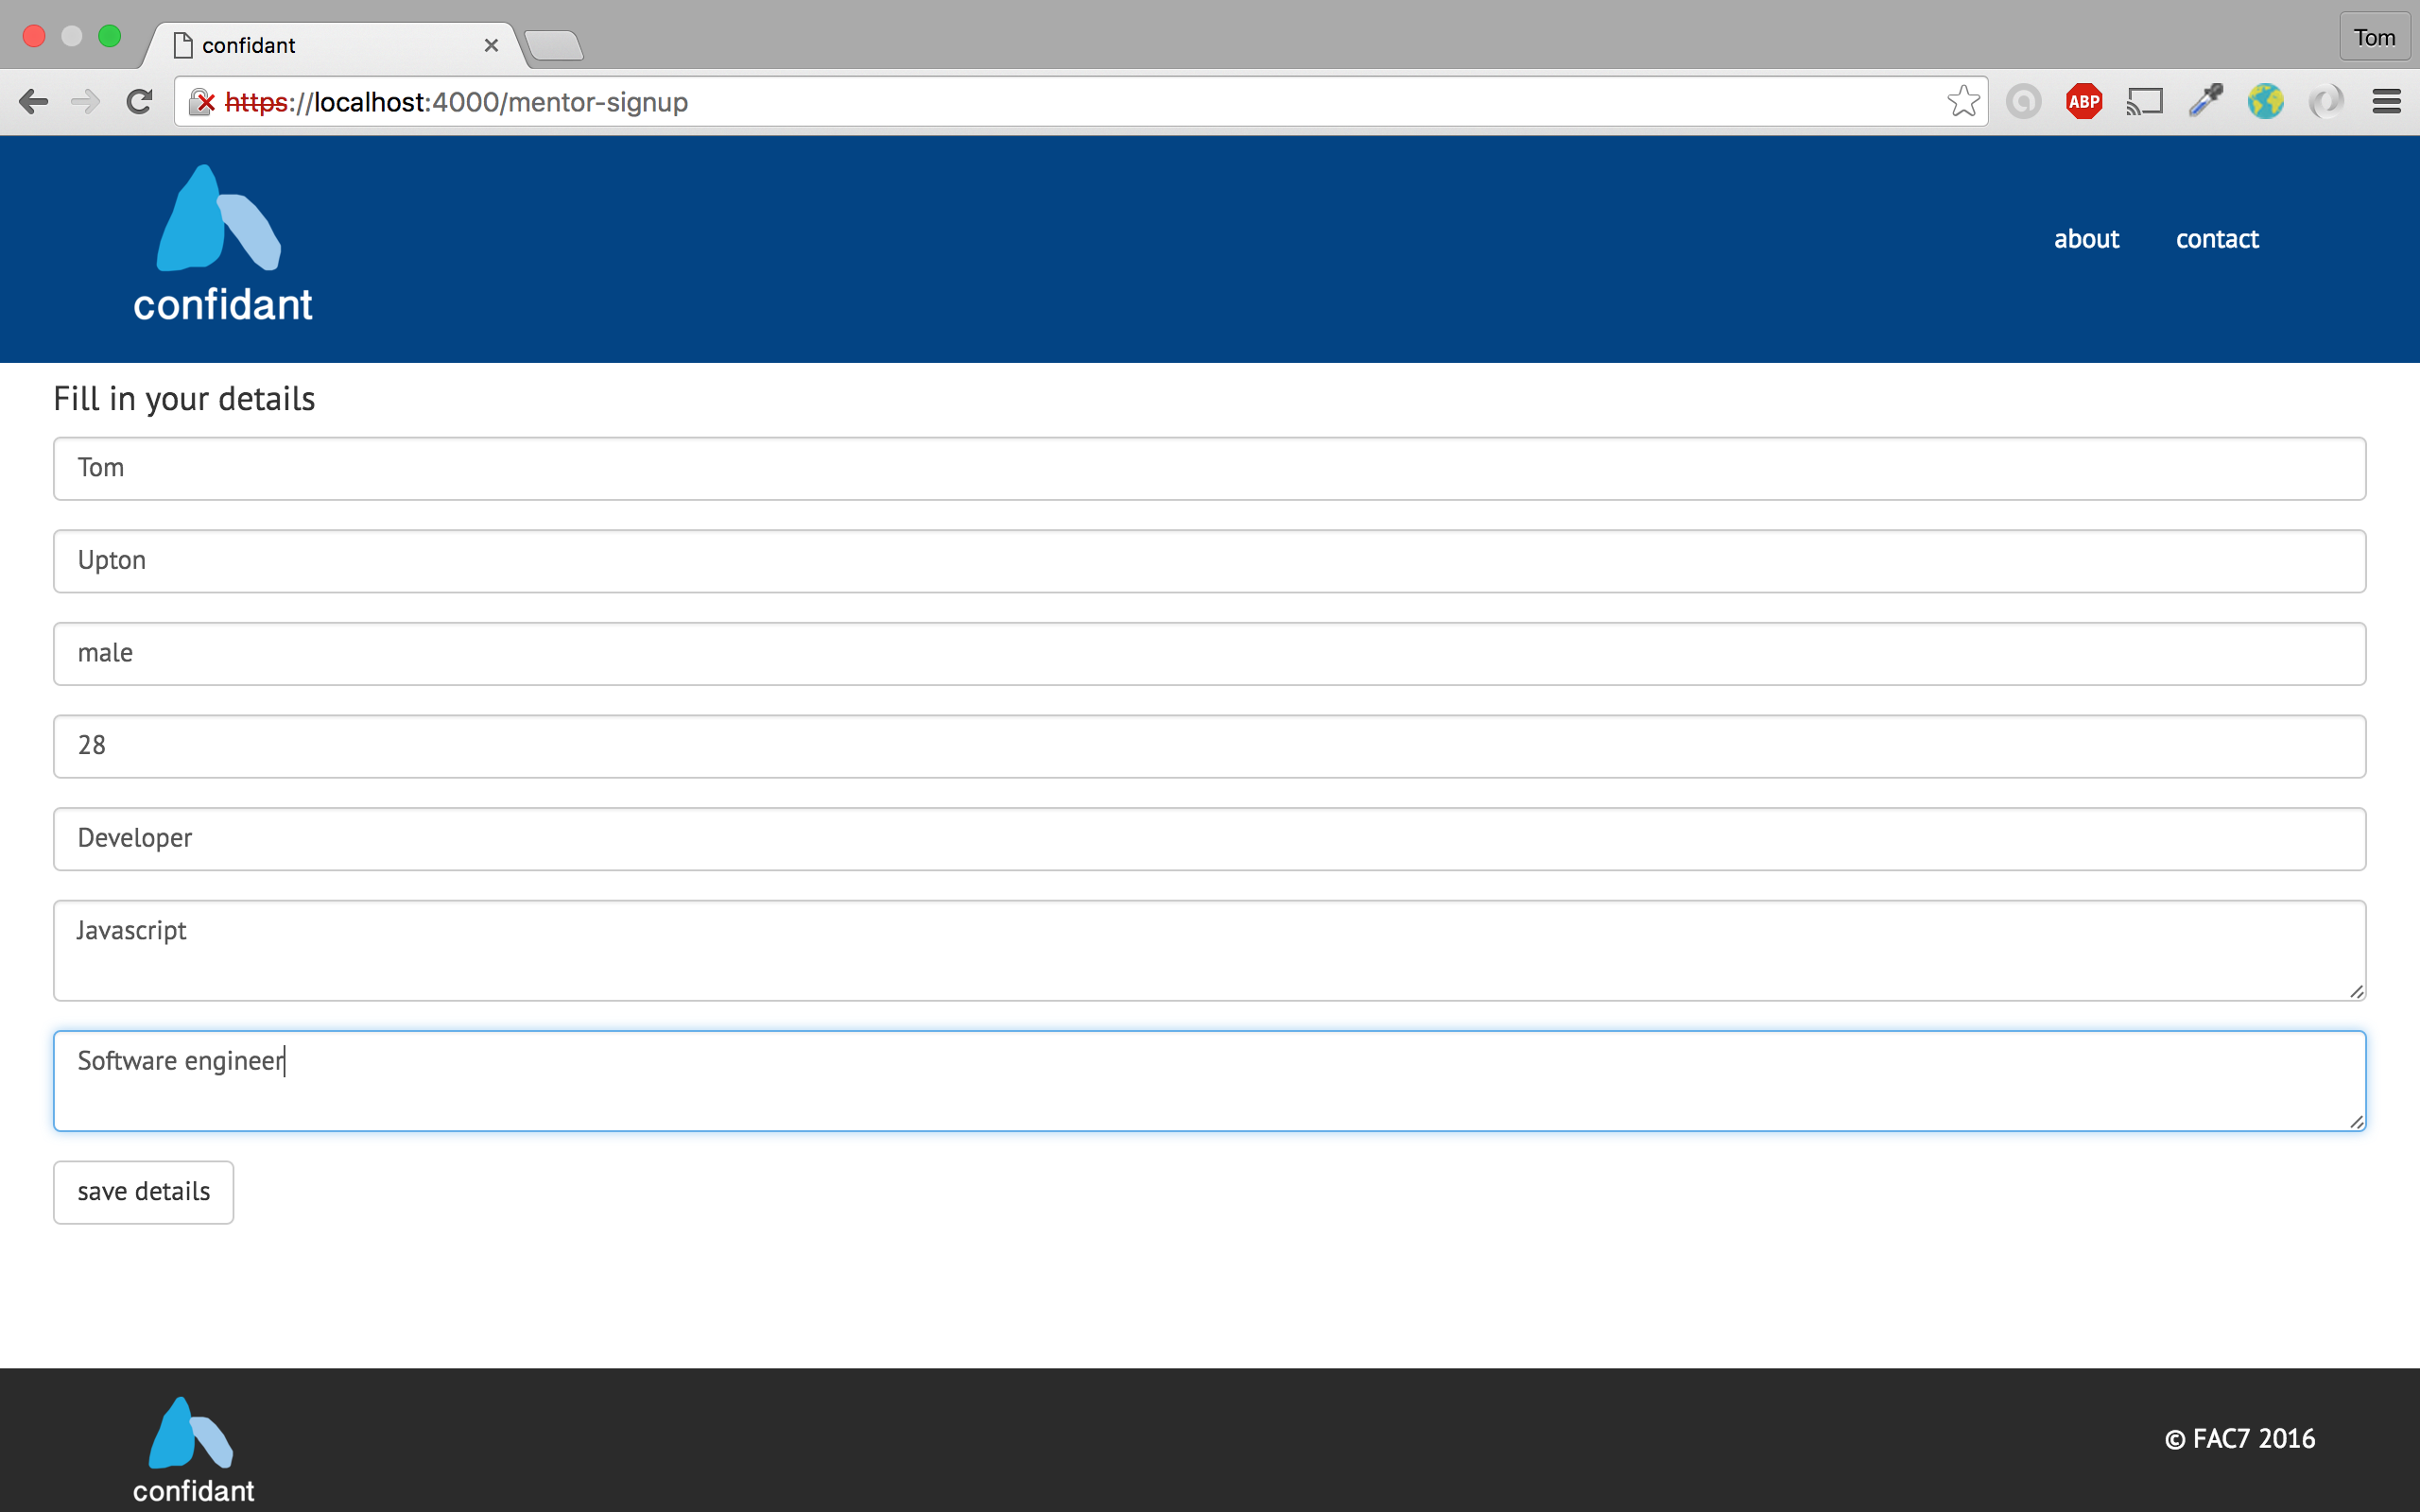 confidant
Tom
https://localhost:4000/mentor-signup
ABP
confidant
about
contact
Fill in your details
Tom
Upton
male
28
Developer
Javascript
Software engineer
save details
confidant
© FAC7 2016